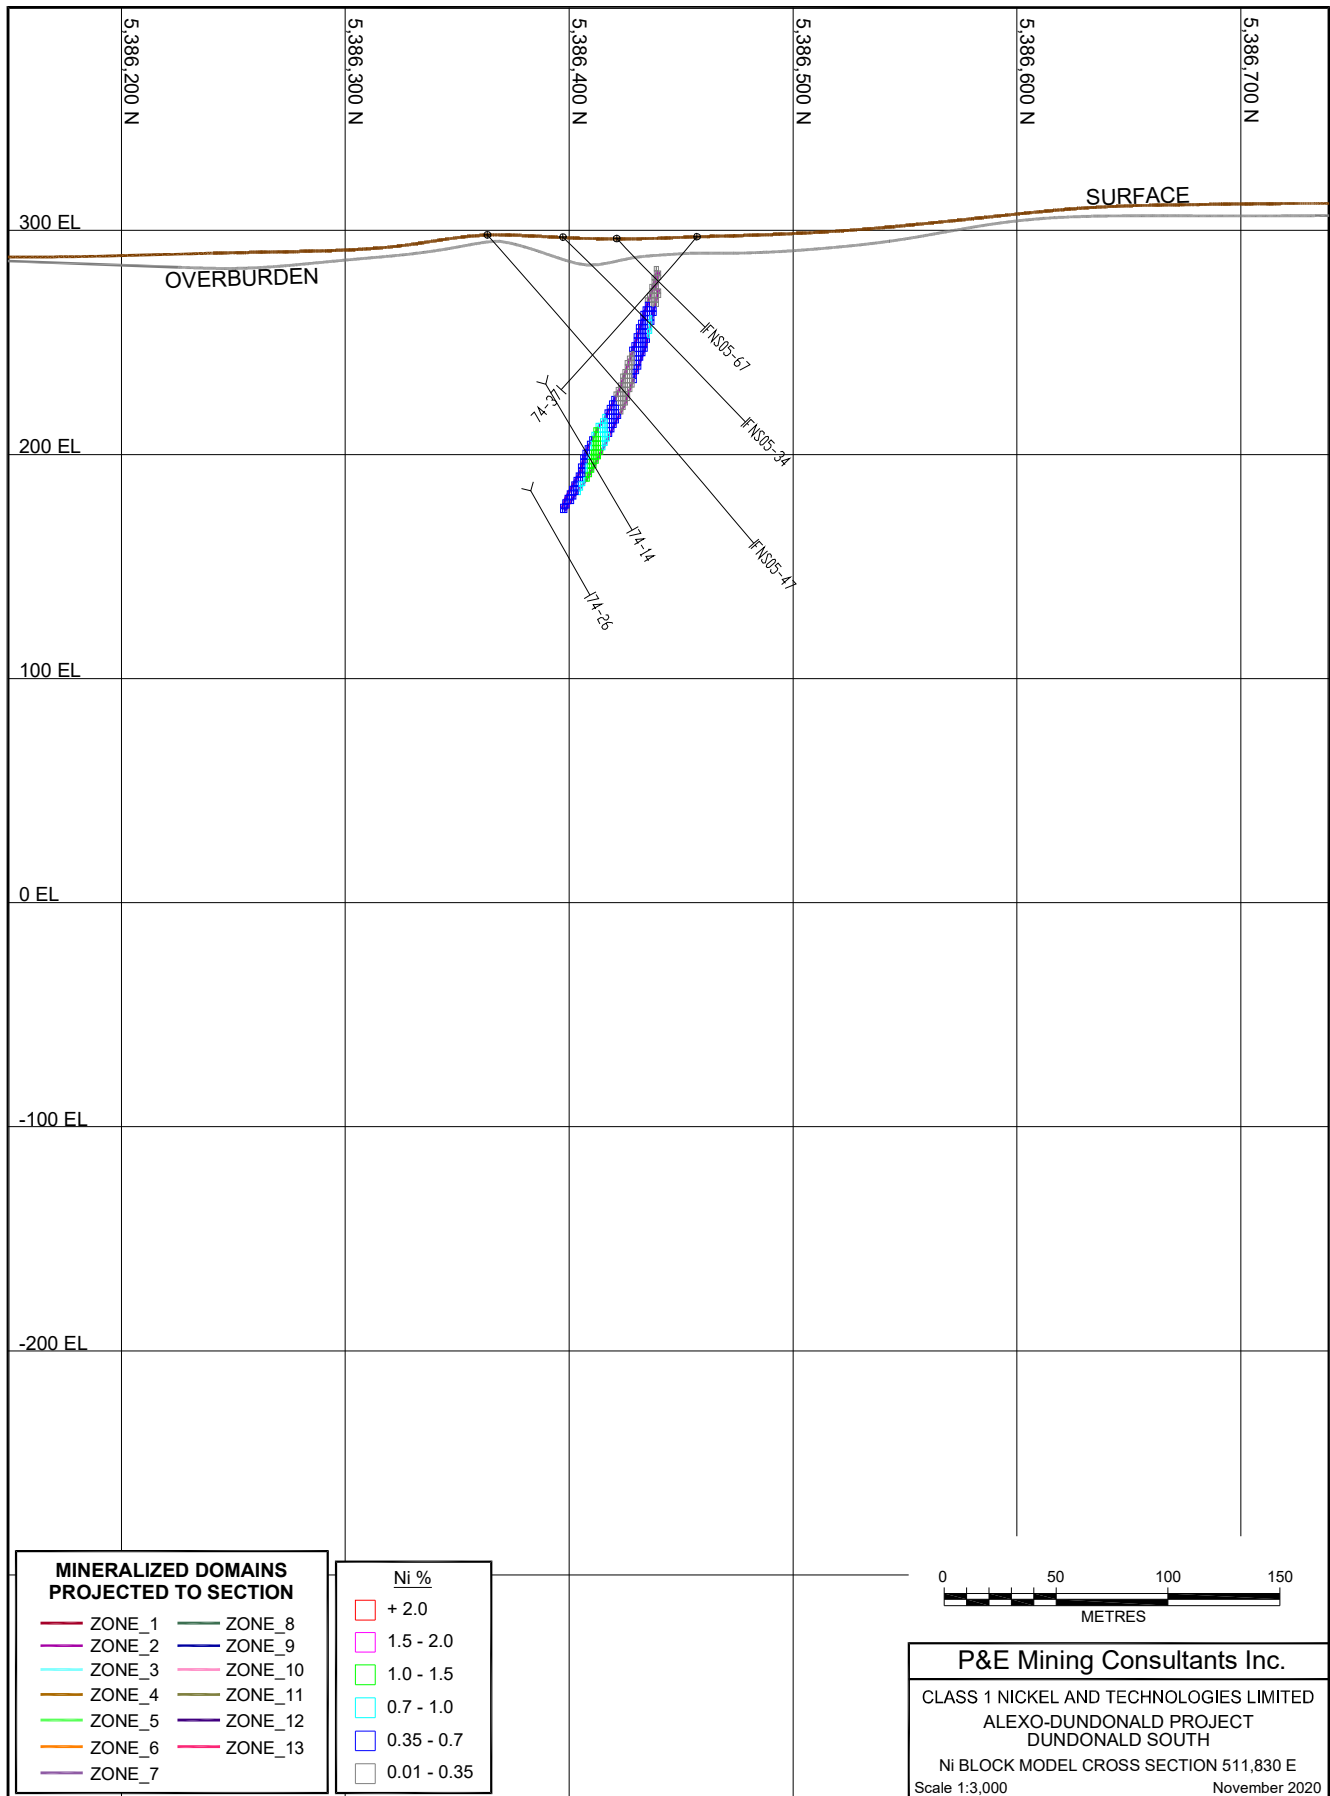 5,386,200 N
5,386,300 N
5,386,400 N
5,386,500 N
5,386,600 N
5,386,700 N
SURFACE
300 EL
OVERBURDEN
FNS05-67
74-37
FNS05-34
200 EL
74-14
FNS05-47
74-26
100 EL
0 EL
-100 EL
-200 EL
MINERALIZED DOMAINS
PROJECTED TO SECTION
ZONE_1
ZONE_2
ZONE_3
ZONE_4
ZONE_5
ZONE_6
ZONE_7
ZONE_8
ZONE_9
ZONE_10
ZONE_11
ZONE_12
ZONE_13
Ni %
+ 2.0
1.5 - 2.0
1.0 - 1.5
0.7 - 1.0
0.35 - 0.7
0.01 - 0.35
0 50 100 150
METRES
P&E Mining Consultants Inc.
CLASS 1 NICKEL AND TECHNOLOGIES LIMITED
ALEXO-DUNDONALD PROJECT
DUNDONALD SOUTH
Ni BLOCK MODEL CROSS SECTION 511,830 E
Scale 1:3,000 November 2020